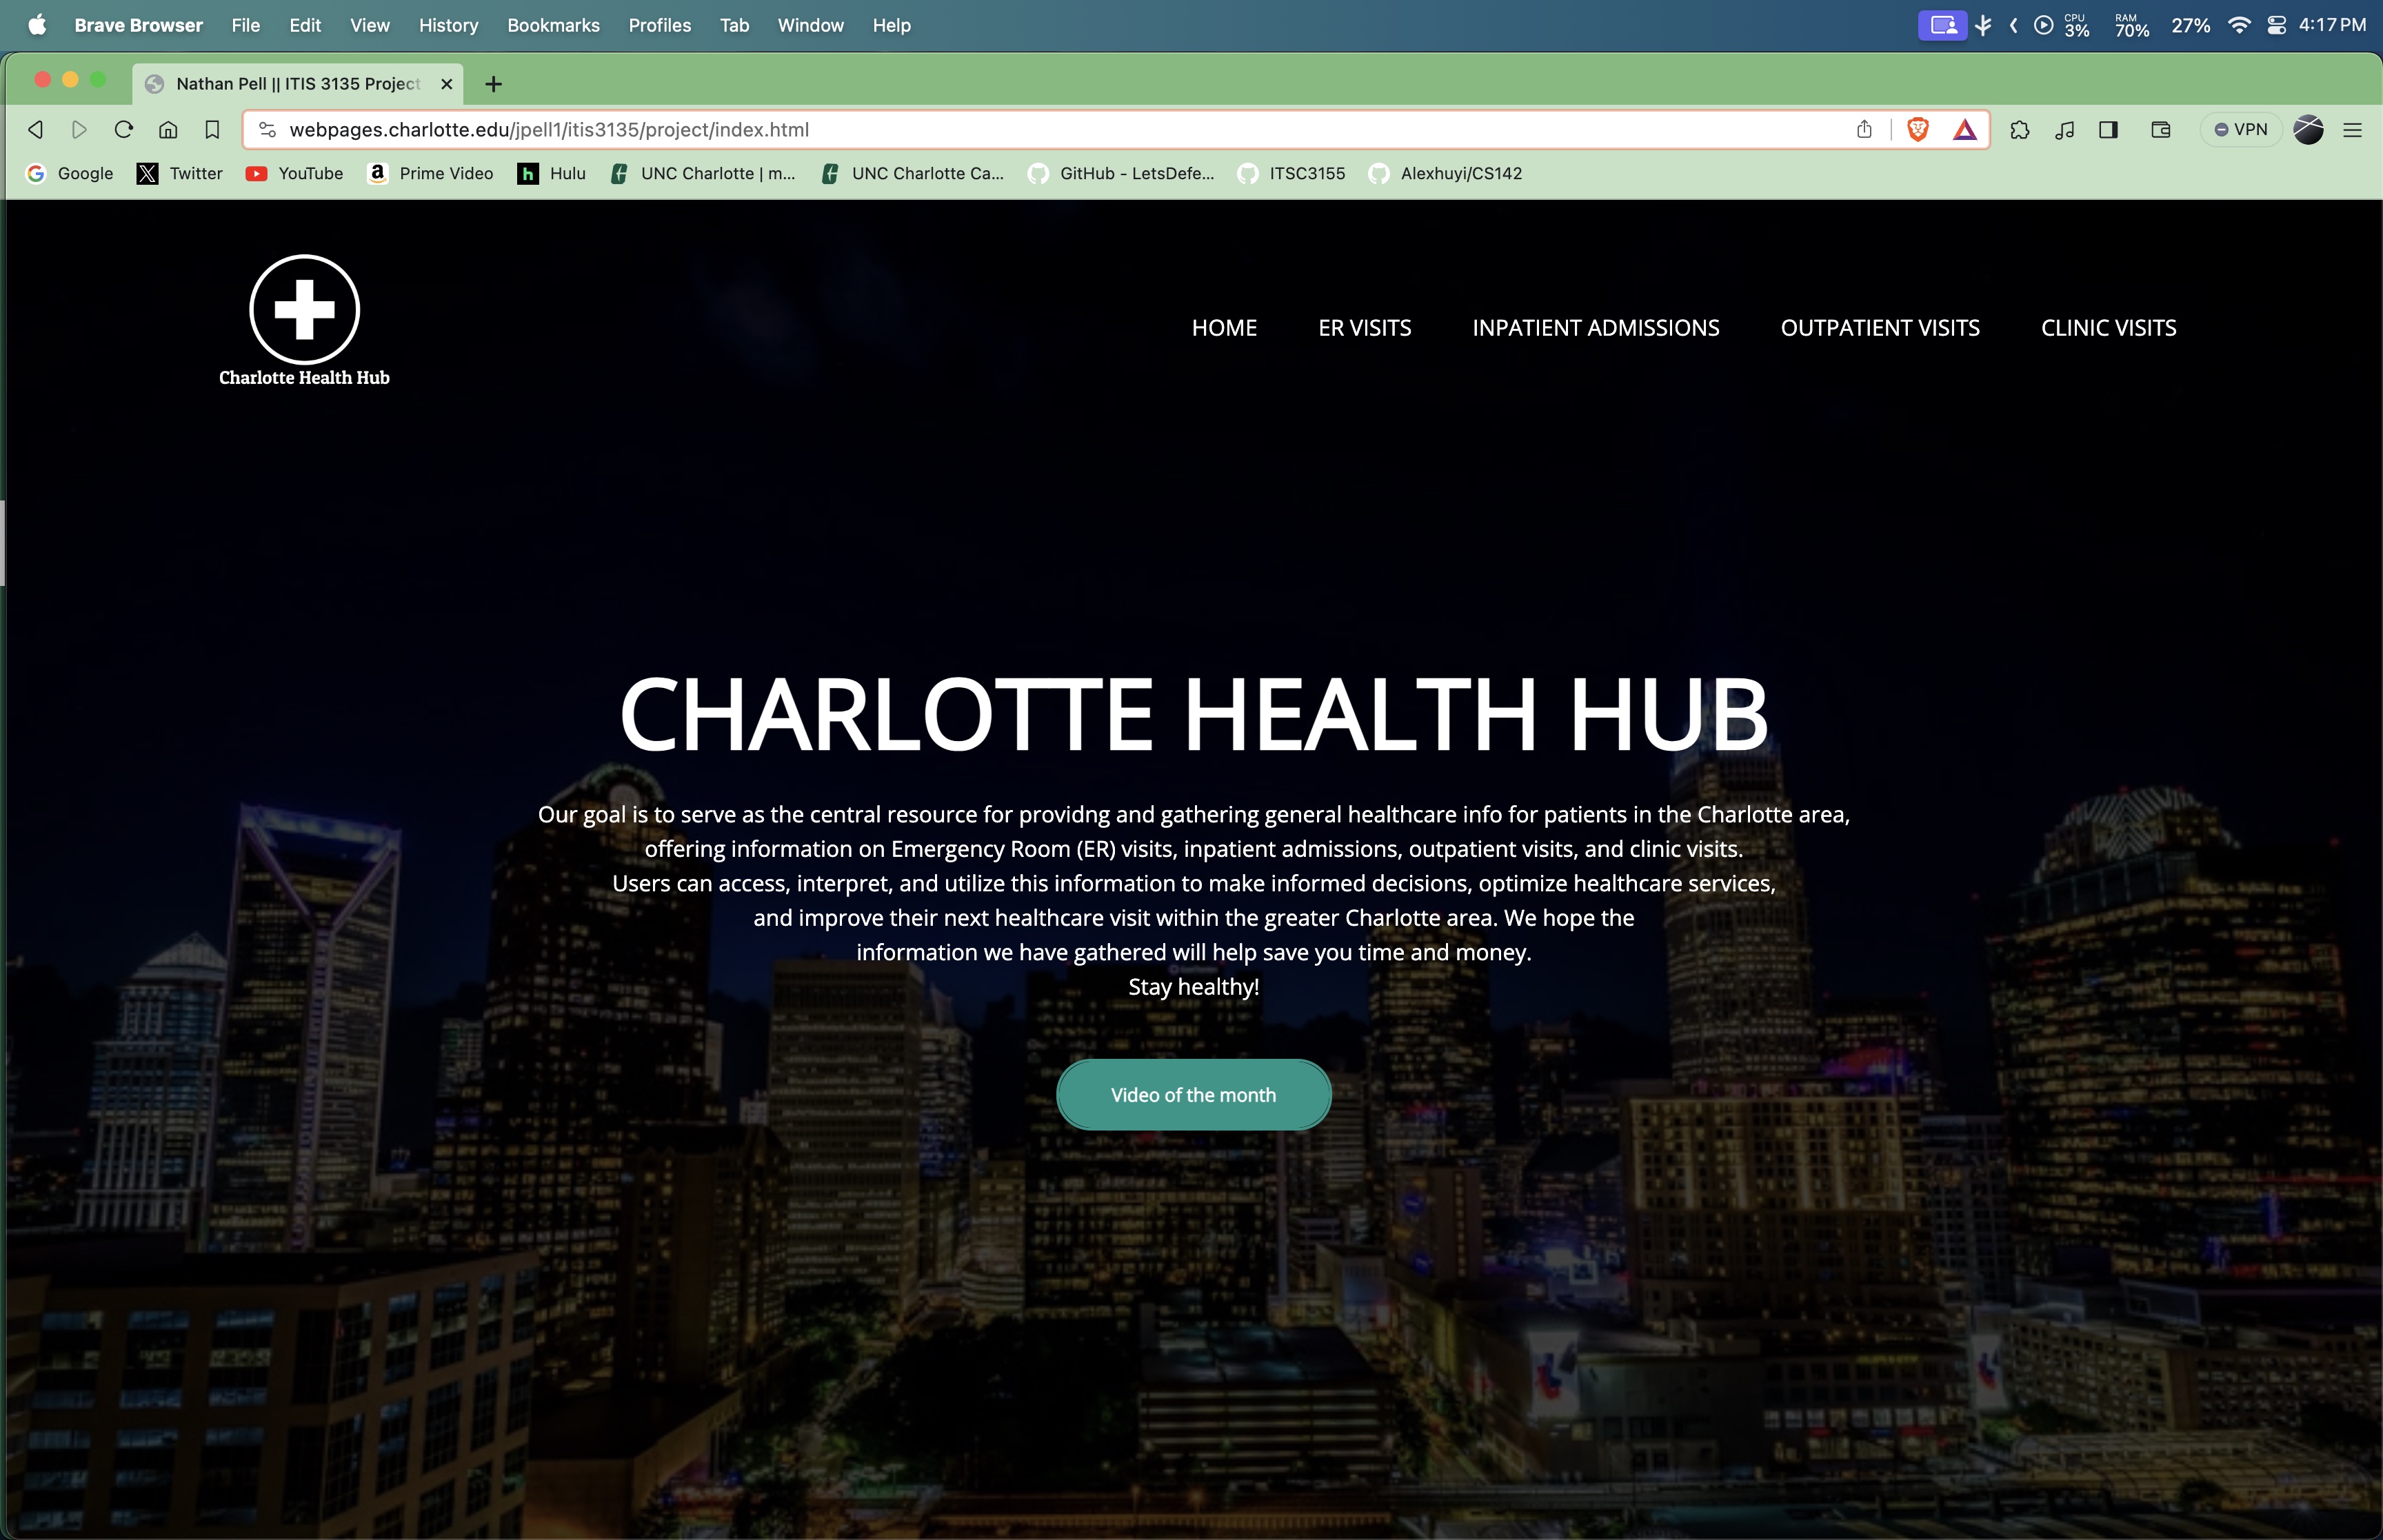 Brave Browser File Edit View History Bookmarks Profiles Tab Window Help CPU 3% RAM 70% 27% 4:17 PM
Nathan Pell || ITIS 3135 Project
webpages.charlotte.edu/jpell1/itis3135/project/index.html VPN
Google Twitter YouTube Prime Video Hulu UNC Charlotte | m... UNC Charlotte Ca... GitHub - LetsDefe... ITSC3155 Alexhuyi/CS142
Charlotte Health Hub
HOME ER VISITS INPATIENT ADMISSIONS OUTPATIENT VISITS CLINIC VISITS
CHARLOTTE HEALTH HUB
Our goal is to serve as the central resource for providng and gathering general healthcare info for patients in the Charlotte area,
offering information on Emergency Room (ER) visits, inpatient admissions, outpatient visits, and clinic visits.
Users can access, interpret, and utilize this information to make informed decisions, optimize healthcare services,
and improve their next healthcare visit within the greater Charlotte area. We hope the
information we have gathered will help save you time and money.
Stay healthy!
Video of the month